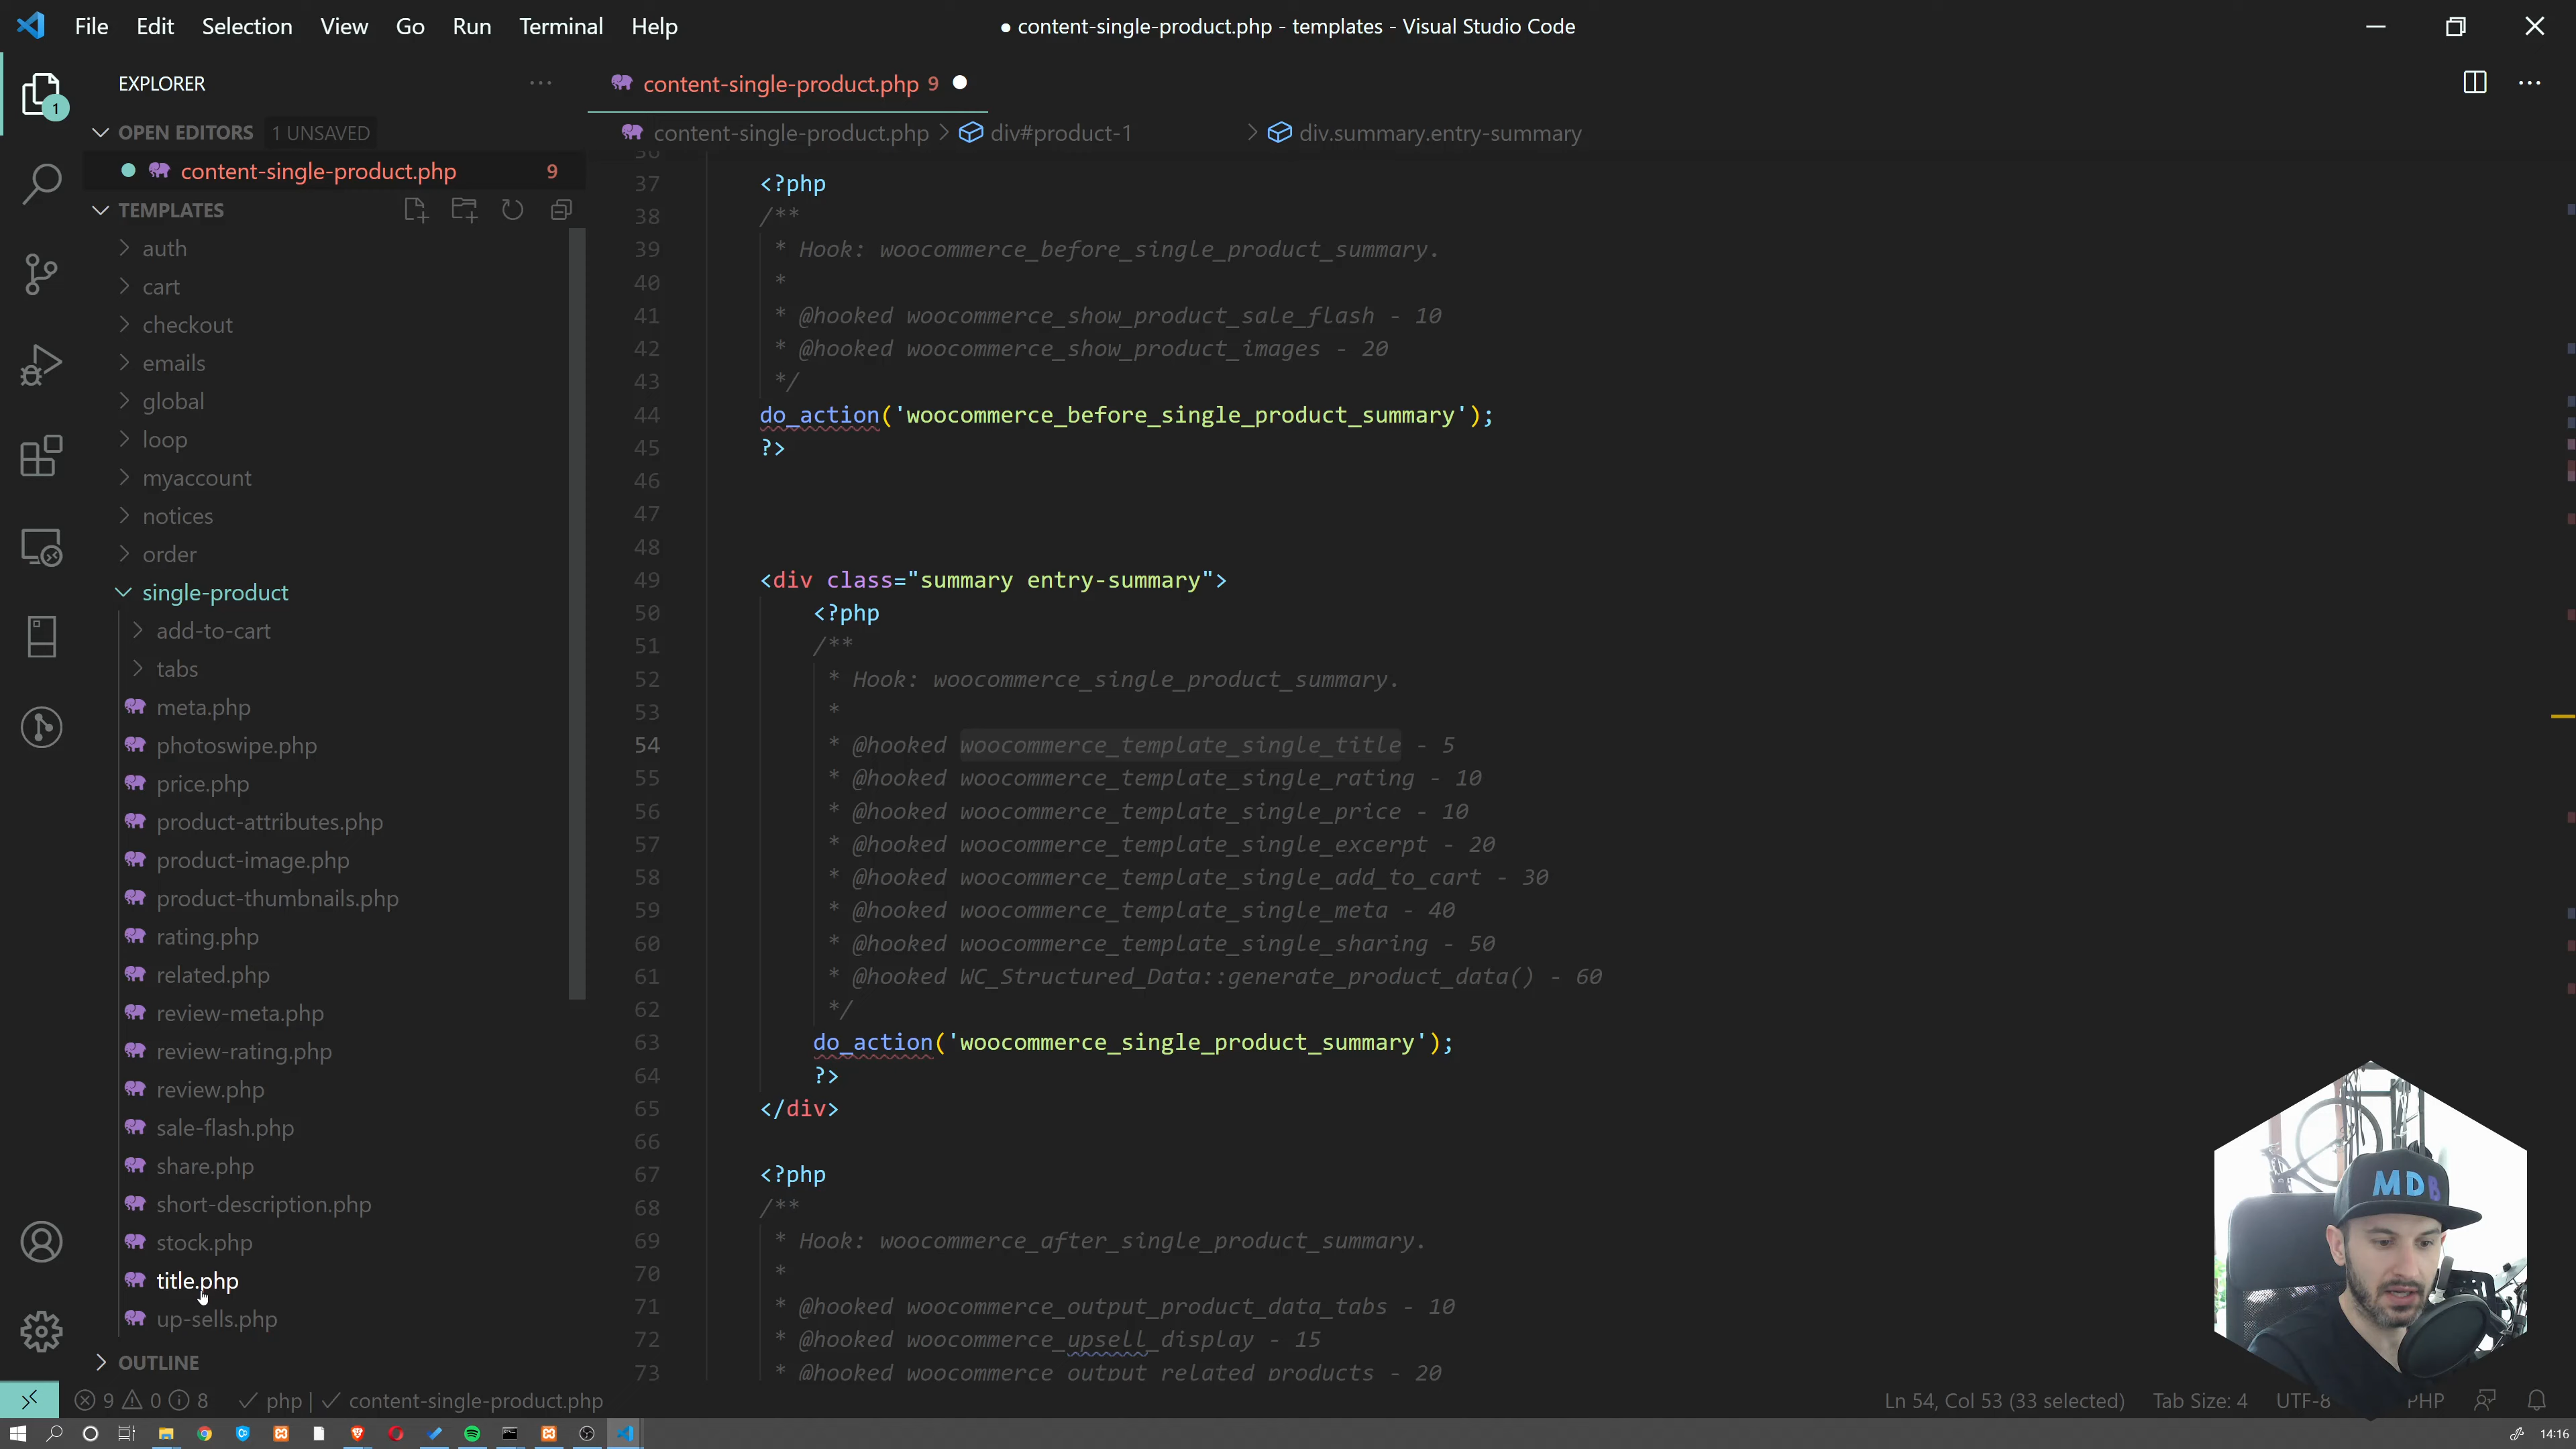 File Edit Selection View Go Run Terminal Help
● content-single-product.php - templates - Visual Studio Code
EXPLORER
1
OPEN EDITORS 1 UNSAVED
content-single-product.php 9
TEMPLATES
auth
cart
checkout
emails
global
loop
myaccount
notices
order
single-product
add-to-cart
tabs
meta.php
photoswipe.php
price.php
product-attributes.php
product-image.php
product-thumbnails.php
rating.php
related.php
review-meta.php
review-rating.php
review.php
sale-flash.php
share.php
short-description.php
stock.php
title.php
up-sells.php
OUTLINE
content-single-product.php 9
content-single-product.php > div#product-1 > div.summary.entry-summary
37 <?php
38 /**
39 * Hook: woocommerce_before_single_product_summary.
40 *
41 * @hooked woocommerce_show_product_sale_flash - 10
42 * @hooked woocommerce_show_product_images - 20
43 */
44 do_action('woocommerce_before_single_product_summary');
45 ?>
46
47
48
49 <div class="summary entry-summary">
50 <?php
51 /**
52 * Hook: woocommerce_single_product_summary.
53 *
54 * @hooked woocommerce_template_single_title - 5
55 * @hooked woocommerce_template_single_rating - 10
56 * @hooked woocommerce_template_single_price - 10
57 * @hooked woocommerce_template_single_excerpt - 20
58 * @hooked woocommerce_template_single_add_to_cart - 30
59 * @hooked woocommerce_template_single_meta - 40
60 * @hooked woocommerce_template_single_sharing - 50
61 * @hooked WC_Structured_Data::generate_product_data() - 60
62 */
63 do_action('woocommerce_single_product_summary');
64 ?>
65 </div>
66
67 <?php
68 /**
69 * Hook: woocommerce_after_single_product_summary.
70 *
71 * @hooked woocommerce_output_product_data_tabs - 10
72 * @hooked woocommerce_upsell_display - 15
73 * @hooked woocommerce output related products - 20
MDB
9 0 8 php | content-single-product.php
Ln 54, Col 53 (33 selected) Tab Size: 4 UTF-8 PHP
14:16